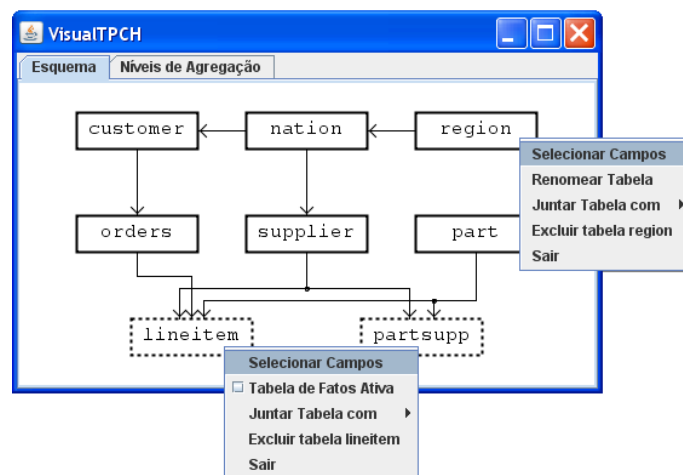 VisualTPCH
Esquema Níveis de Agregação
customer nation region
Selecionar Campos
Renomear Tabela
Juntar Tabela com
Excluir tabela region
Sair
orders supplier part
lineitem partsupp
Selecionar Campos
Tabela de Fatos Ativa
Juntar Tabela com
Excluir tabela lineitem
Sair